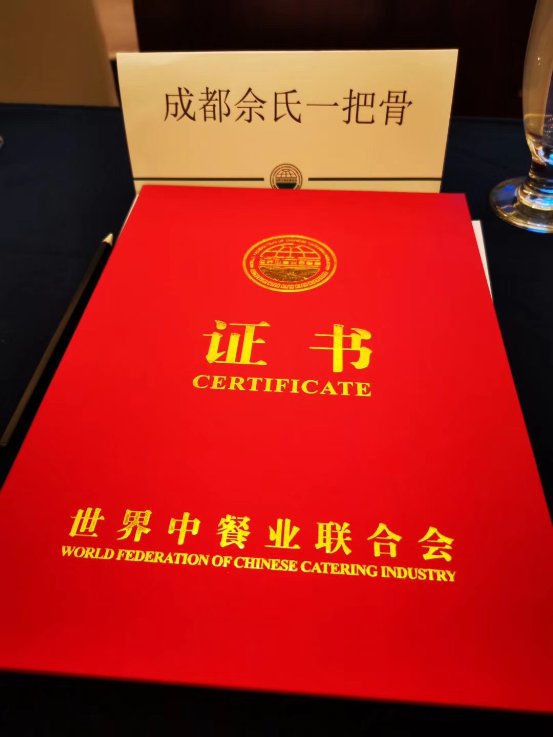 成都佘氏一把骨
证书
CERTIFICATE
世界中餐业联合会
WORLD FEDERATION OF CHINESE CATERING INDUSTRY